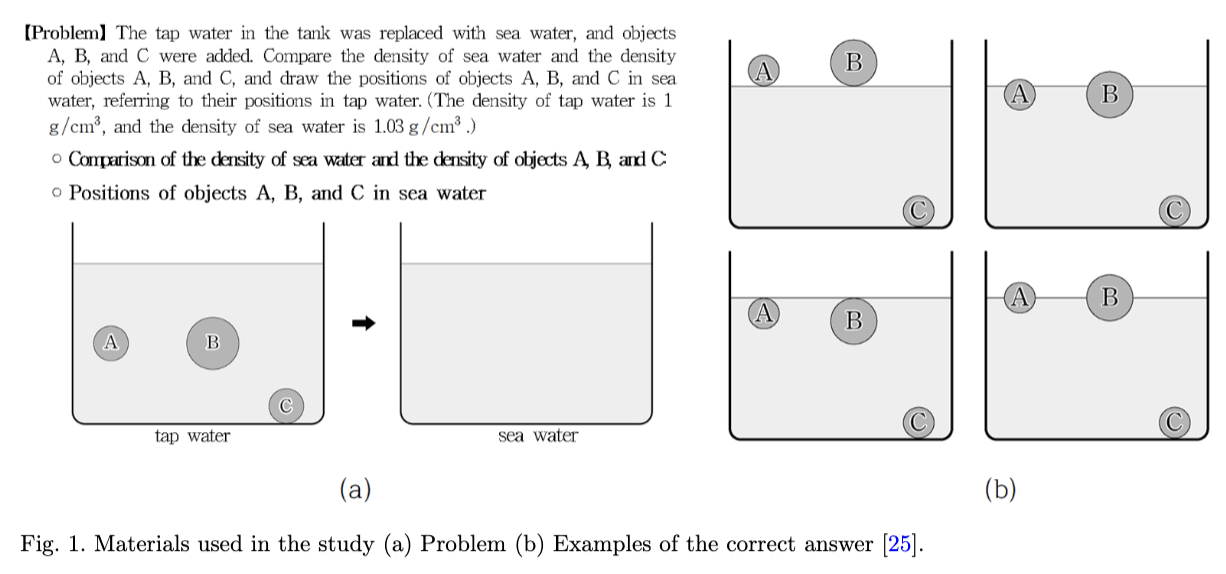 【Problem】 The tap water in the tank was replaced with sea water, and objects
A, B, and C were added. Compare the density of sea water and the density
of objects A, B, and C, and draw the positions of objects A, B, and C in sea
water, referring to their positions in tap water. (The density of tap water is 1
g/cm³, and the density of sea water is 1.03 g/cm³ .)
○ Comparison of the density of sea water and the density of objects A, B, and C
○ Positions of objects A, B, and C in sea water
A B C
tap water
➡
sea water
(a)
A B C
A B C
A B C
A B C
(b)
Fig. 1. Materials used in the study (a) Problem (b) Examples of the correct answer [25].